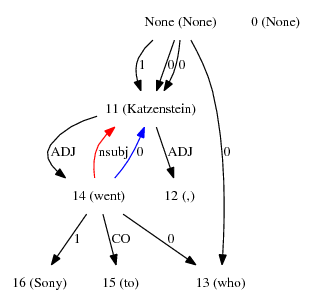 None (None) 0 (None)
1 0 0
11 (Katzenstein)
ADJ nsubj 0 ADJ 0
14 (went) 12 (,)
1 CO 0
16 (Sony) 15 (to) 13 (who)